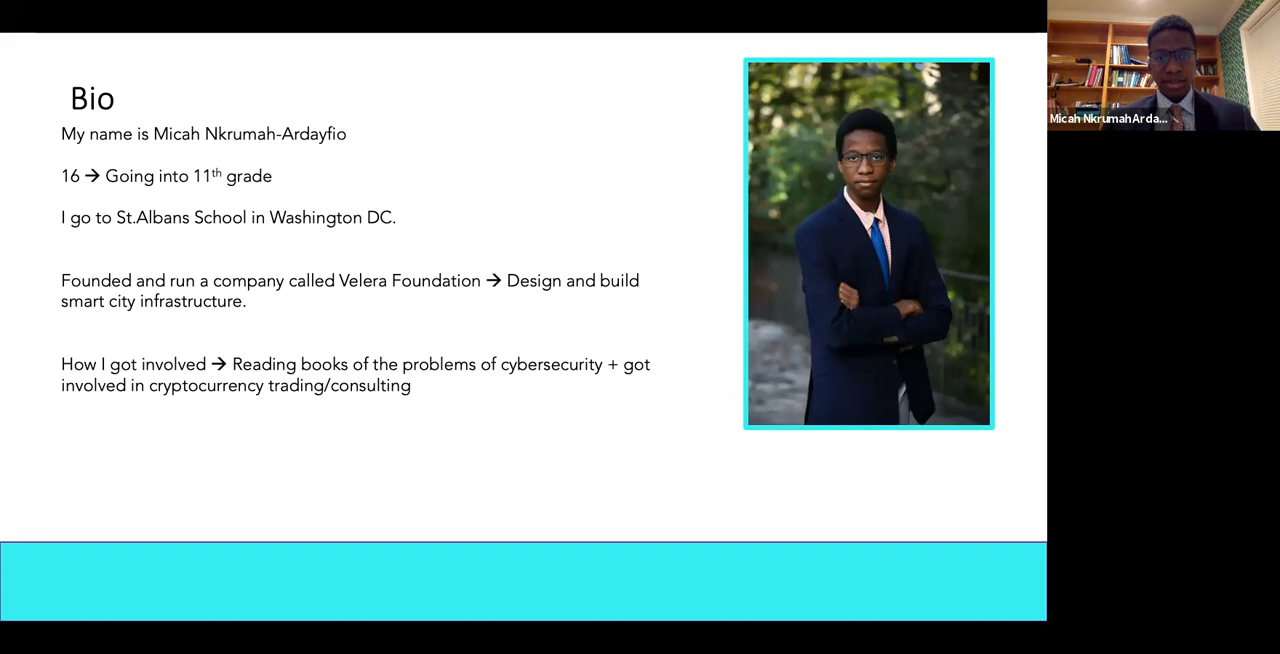 Bio
My name is Micah Nkrumah-Ardayfio
16 → Going into 11th grade
I go to St.Albans School in Washington DC.
Founded and run a company called Velera Foundation → Design and build
smart city infrastructure.
How I got involved → Reading books of the problems of cybersecurity + got
involved in cryptocurrency trading/consulting
Micah NkrumahArda...